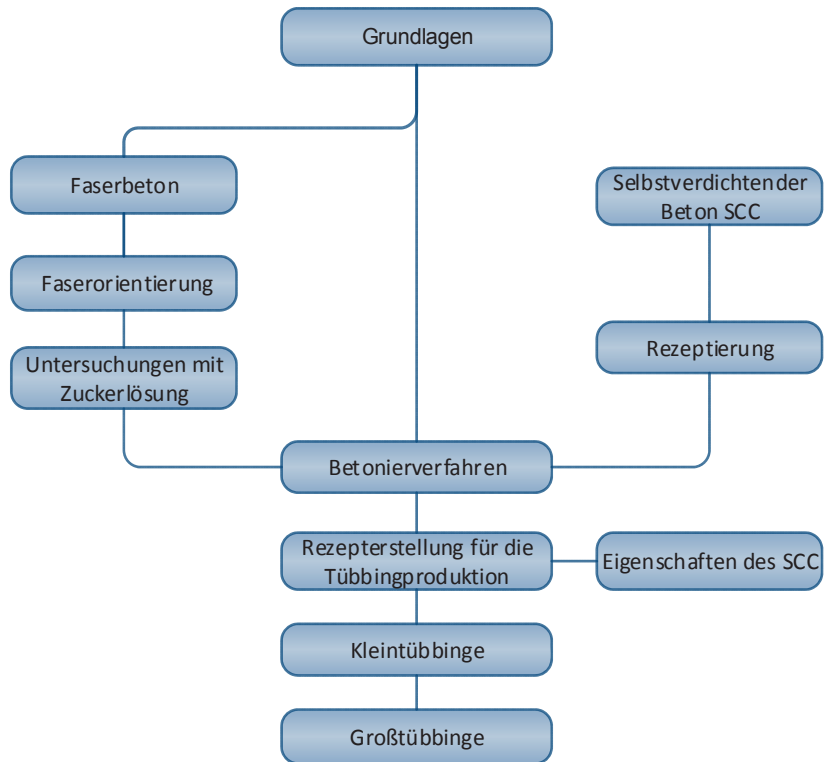 Grundlagen
Faserbeton
Selbstverdichtender
Beton SCC
Faserorientierung
Rezeptierung
Untersuchungen mit
Zuckerlösung
Betonierverfahren
Rezepterstellung für die
Tübbingproduktion
Eigenschaften des SCC
Kleintübbinge
Großtübbinge